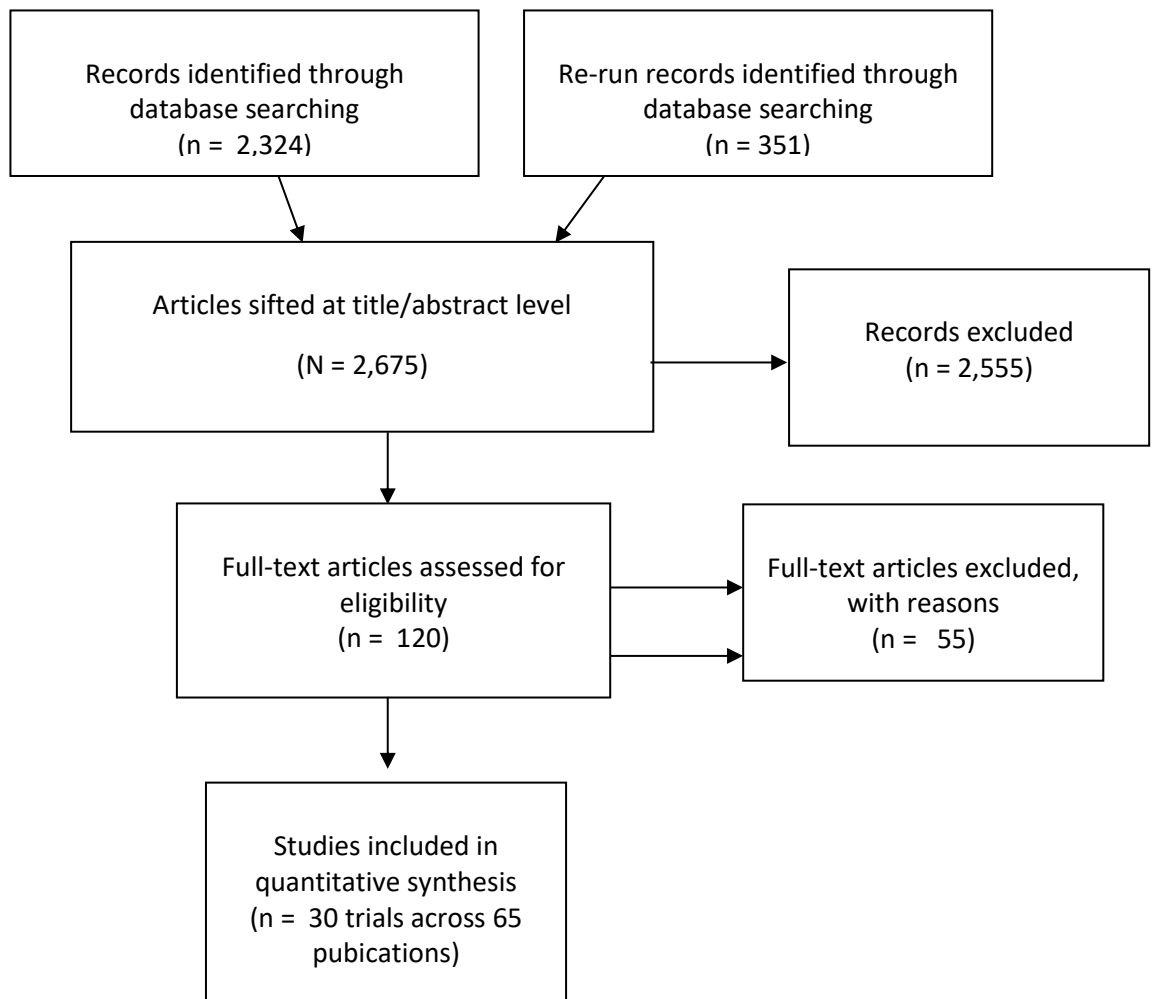 Records identified through
database searching
(n =  2,324)
Re-run records identified through
database searching
(n = 351)
Articles sifted at title/abstract level
(N = 2,675)
Records excluded
(n = 2,555)
Full-text articles assessed for
eligibility
(n =  120)
Full-text articles excluded,
with reasons
(n =   55)
Studies included in
quantitative synthesis
(n =  30 trials across 65
pubications)